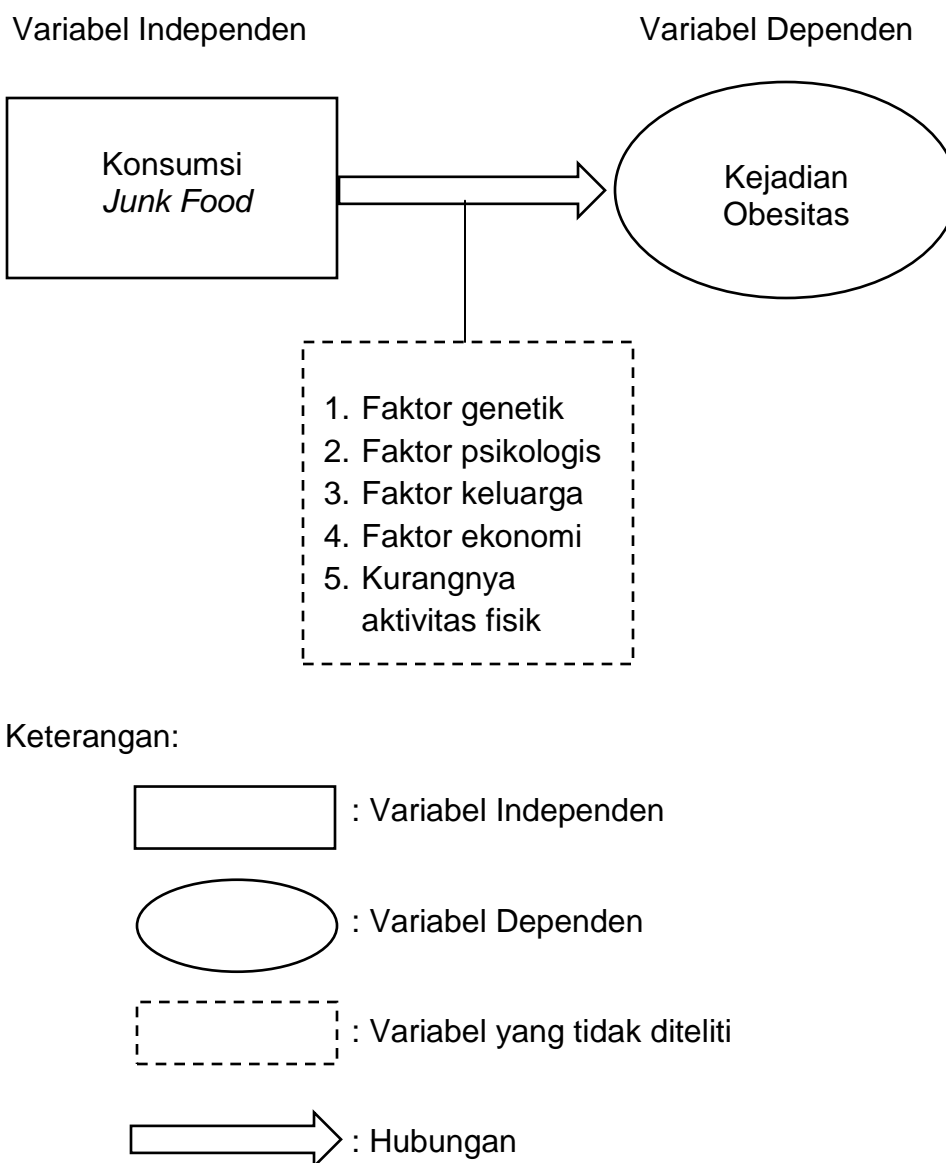 Variabel Independen
Variabel Dependen
Konsumsi
Junk Food
Kejadian
Obesitas
1. Faktor genetik
2. Faktor psikologis
3. Faktor keluarga
4. Faktor ekonomi
5. Kurangnya
aktivitas fisik
Keterangan:
: Variabel Independen
: Variabel Dependen
: Variabel yang tidak diteliti
: Hubungan